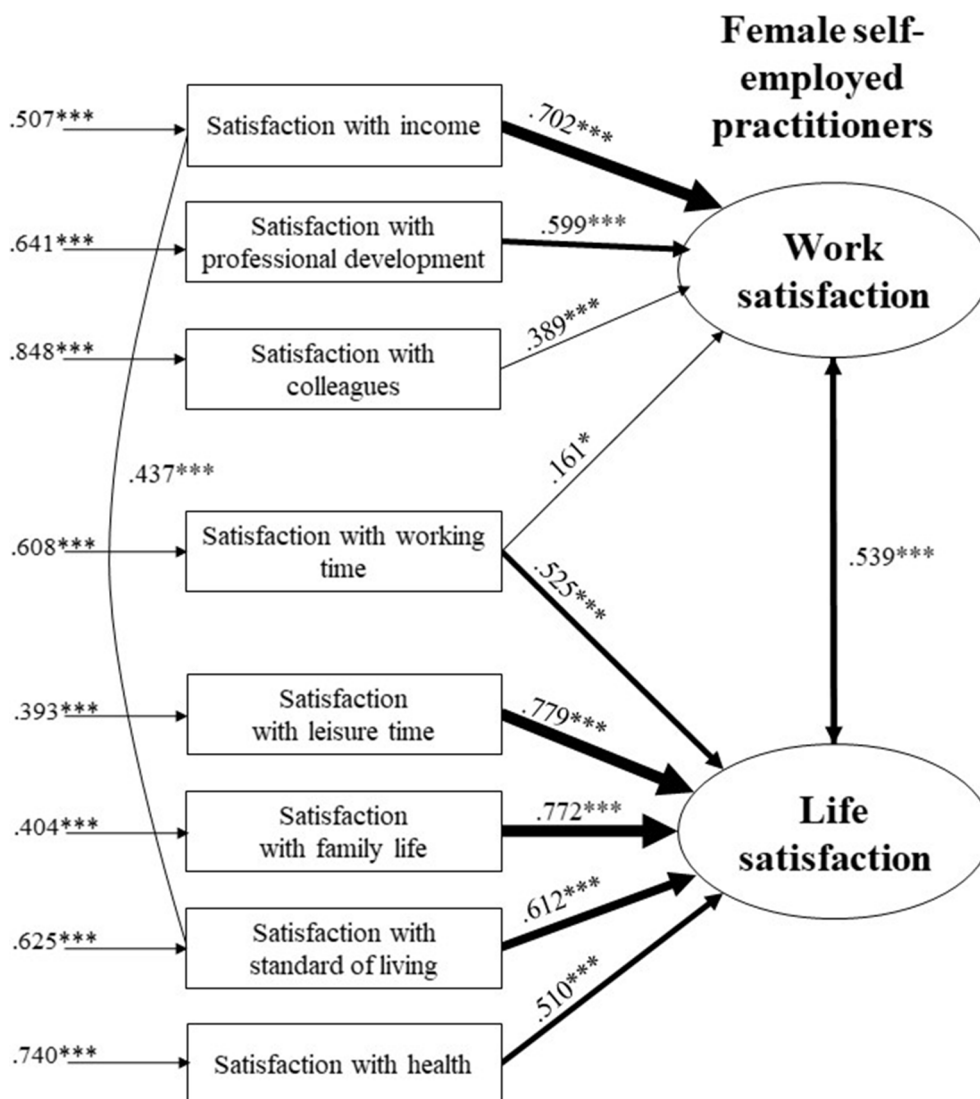 Female self-
employed
practitioners
.507***
Satisfaction with income
.702***
.641***
Satisfaction with
professional development
.599***
Work
satisfaction
.848***
Satisfaction with
colleagues
.389***
.437***
.161*
.608***
Satisfaction with working
time
.525***
.539***
.393***
Satisfaction
with leisure time
.779***
.404***
Satisfaction
with family life
.772***
Life
satisfaction
.625***
Satisfaction with
standard of living
.612***
.740***
Satisfaction with health
.510***